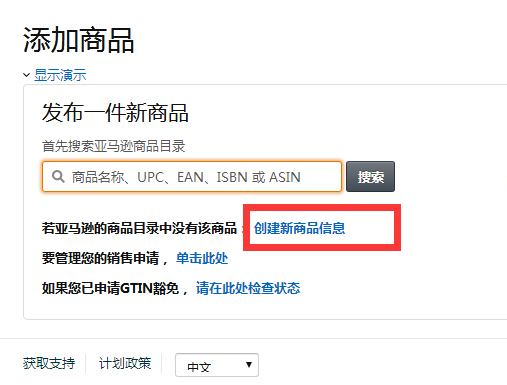 添加商品
显示演示
发布一件新商品
首先搜索亚马逊商品目录
商品名称、UPC、EAN、ISBN 或 ASIN 搜索
若亚马逊的商品目录中没有该商品： 创建新商品信息
要管理您的销售申请， 单击此处
如果您已申请GTIN豁免， 请在此处检查状态
获取支持 计划政策 中文